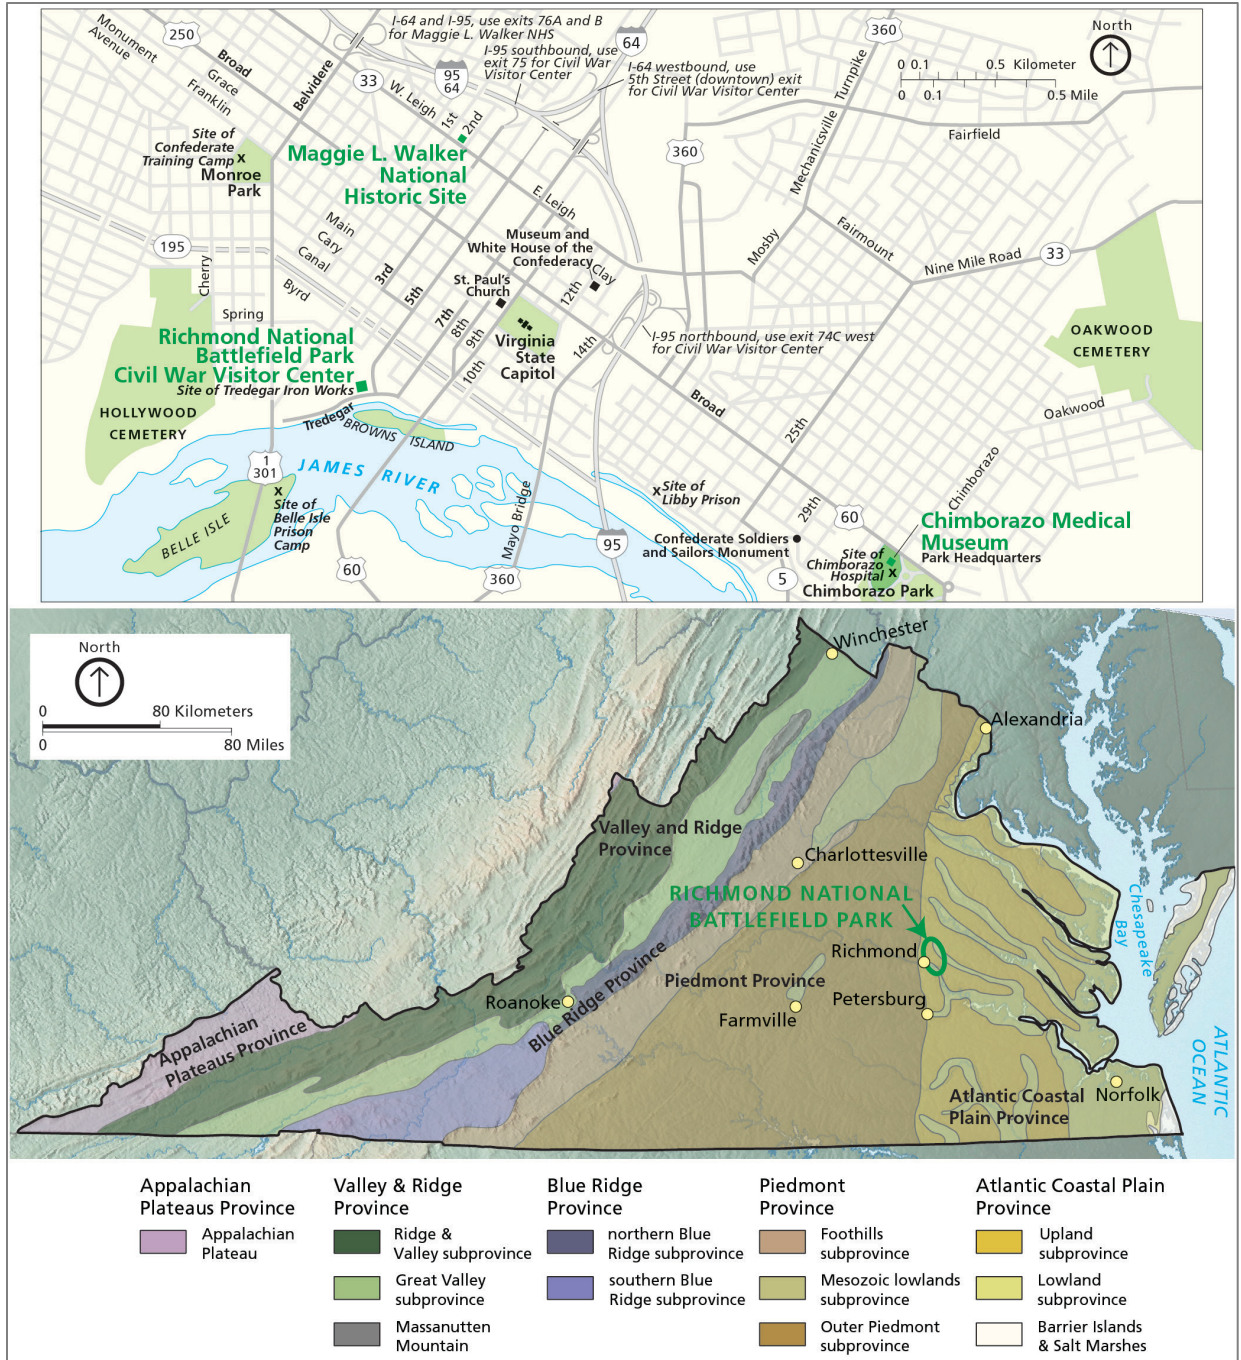 I-64 and I-95, use exits 76A and B
for Maggie L. Walker NHS
I-95 southbound, use
exit 75 for Civil War
Visitor Center
I-64 westbound, use
5th Street (downtown) exit
for Civil War Visitor Center
North
0 0.1 0.5 Kilometer
0 0.1 0.5 Mile
Monument
Avenue
250
Broad
Grace
Franklin
Belvidere
33
W. Leigh
95
64
64
1st
2nd
360
360
Mechanicsville Turnpike
Fairfield
Site of
Confederate
Training Camp
Monroe
Park
Maggie L. Walker
National
Historic Site
E. Leigh
Main
Cary
Canal
Byrd
195
Cherry
Spring
3rd
5th
7th
8th
9th
10th
12th
14th
Clay
Museum and
White House of the
Confederacy
St. Paul's
Church
Virginia
State
Capitol
Mosby
Fairmount
Nine Mile Road
33
I-95 northbound, use exit 74C west
for Civil War Visitor Center
OAKWOOD
CEMETERY
Oakwood
Richmond National
Battlefield Park
Civil War Visitor Center
Site of Tredegar Iron Works
HOLLYWOOD
CEMETERY
Tredegar
BROWNS ISLAND
JAMES RIVER
1
301
BELLE ISLE
Site of
Belle Isle
Prison
Camp
60
Mayo Bridge
360
95
Broad
25th
29th
Chimborazo
60
5
Site of
Libby Prison
Confederate Soldiers
and Sailors Monument
Site of
Chimborazo
Hospital
Chimborazo Park
Chimborazo Medical
Museum
Park Headquarters
North
0 80 Kilometers
0 80 Miles
Winchester
Alexandria
Valley and Ridge
Province
Charlottesville
RICHMOND NATIONAL
BATTLEFIELD PARK
Richmond
Chesapeake
Bay
Piedmont Province
Petersburg
Roanoke
Farmville
Blue Ridge Province
Appalachian
Plateaus Province
Atlantic Coastal
Plain Province
Norfolk
ATLANTIC
OCEAN
Appalachian
Plateaus Province
Appalachian
Plateau
Valley & Ridge
Province
Ridge &
Valley subprovince
Great Valley
subprovince
Massanutten
Mountain
Blue Ridge
Province
northern Blue
Ridge subprovince
southern Blue
Ridge subprovince
Piedmont
Province
Foothills
subprovince
Mesozoic lowlands
subprovince
Outer Piedmont
subprovince
Atlantic Coastal Plain
Province
Upland
subprovince
Lowland
subprovince
Barrier Islands
& Salt Marshes